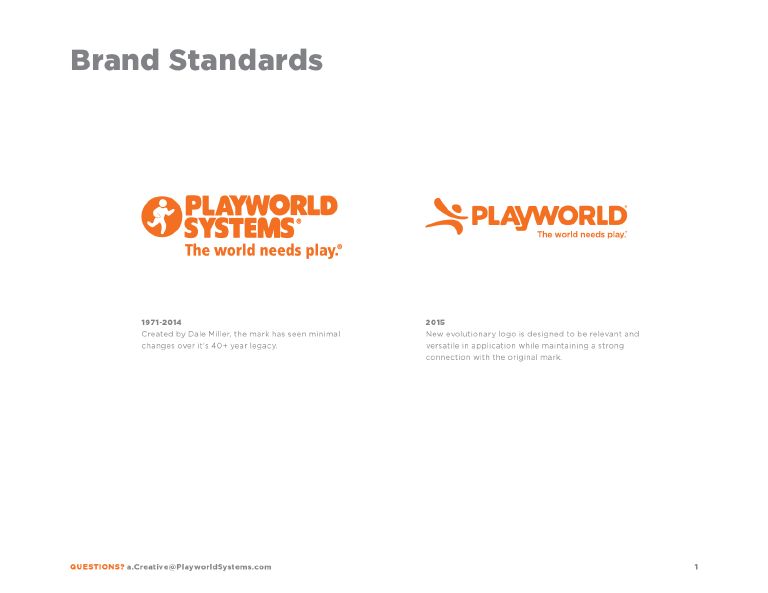 Brand Standards
PLAYWORLD
SYSTEMS®
The world needs play.®
PLAYWORLD®
The world needs play.®
1971-2014
Created by Dale Miller, the mark has seen minimal
changes over it's 40+ year legacy.
2015
New evolutionary logo is designed to be relevant and
versatile in application while maintaining a strong
connection with the original mark.
QUESTIONS? a.Creative@PlayworldSystems.com
1